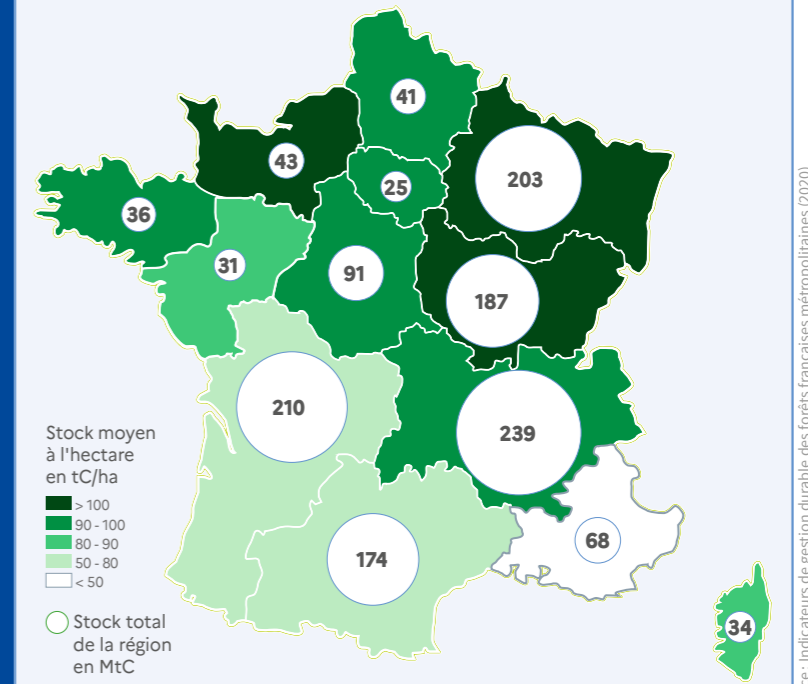 41
43
25
203
36
31
91
187
210
239
174
68
34
Stock moyen
à l'hectare
en tC/ha
> 100
90 - 100
80 - 90
50 - 80
< 50
Stock total
de la région
en MtC
: Indicateurs de gestion durable des forêts françaises métropolitaines (2020)